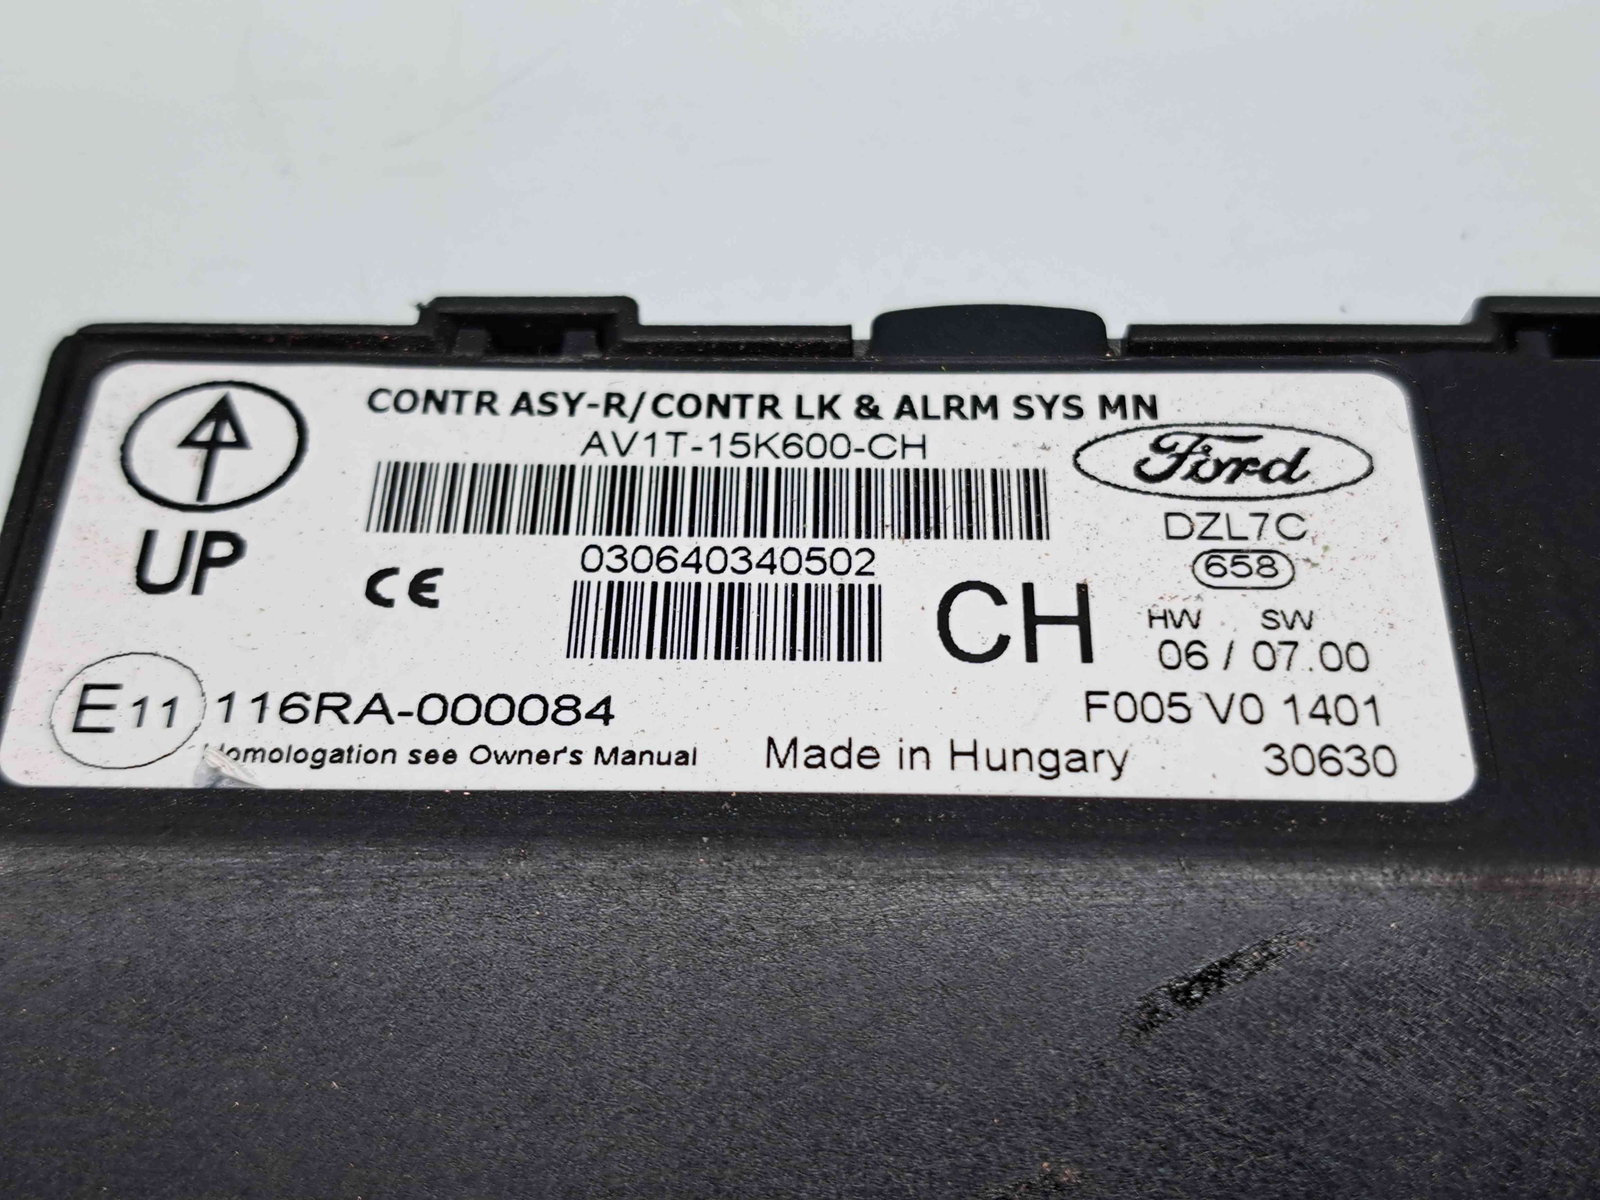 CONTR ASY-R/CONTR LK & ALRM SYS MN
AV1T-15K600-CH
Ford
UP
DZL7C
030640340502
658
CE
CH
HW SW
06 / 07.00
E11 116RA-000084
F005 V0 1401
see Owner's Manual
Made in Hungary
30630